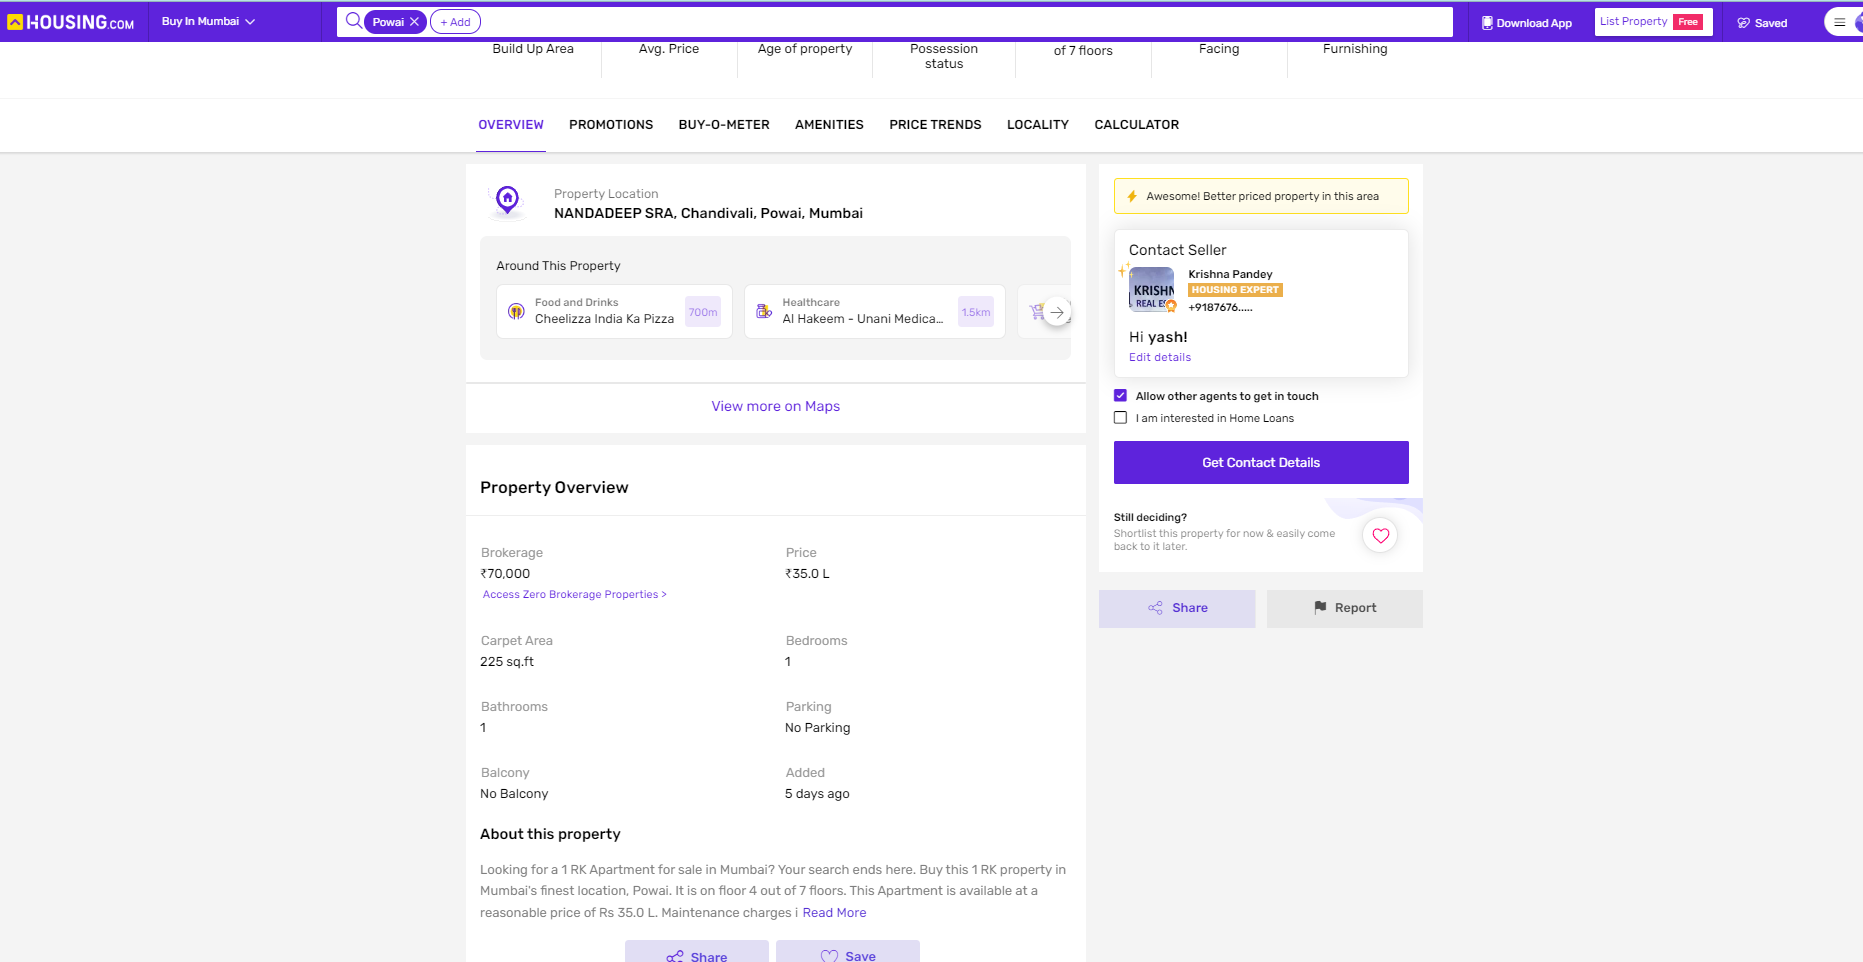 HOUSING.COM
Buy In Mumbai
Powai
+ Add
Download App
List Property Free
Saved
Build Up Area
Avg. Price
Age of property
Possession
status
of 7 floors
Facing
Furnishing
OVERVIEW
PROMOTIONS
BUY-O-METER
AMENITIES
PRICE TRENDS
LOCALITY
CALCULATOR
Property Location
NANDADEEP SRA, Chandivali, Powai, Mumbai
Around This Property
Food and Drinks
Cheelizza India Ka Pizza
700m
Healthcare
Al Hakeem - Unani Medica...
1.5km
View more on Maps
Property Overview
Brokerage
₹70,000
Access Zero Brokerage Properties >
Price
₹35.0 L
Carpet Area
225 sq.ft
Bedrooms
1
Bathrooms
1
Parking
No Parking
Balcony
No Balcony
Added
5 days ago
About this property
Looking for a 1 RK Apartment for sale in Mumbai? Your search ends here. Buy this 1 RK property in
Mumbai's finest location, Powai. It is on floor 4 out of 7 floors. This Apartment is available at a
reasonable price of Rs 35.0 L. Maintenance charges i Read More
Share
Save
Awesome! Better priced property in this area
Contact Seller
KRISHN
REAL ES
Krishna Pandey
HOUSING EXPERT
+9187676.....
Hi yash!
Edit details
Allow other agents to get in touch
I am interested in Home Loans
Get Contact Details
Still deciding?
Shortlist this property for now & easily come
back to it later.
Share
Report